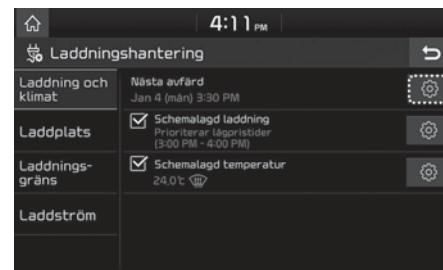 4:11 PM
Laddningshantering
Laddning och
klimat
Nästa avfärd
Jan 4 (mån) 3:30 PM
Laddplats
Schemalagd laddning
Prioriterar lågpristider
(3:00 PM - 4:00 PM)
Laddnings-
gräns
Schemalagd temperatur
24.0℃
Laddström